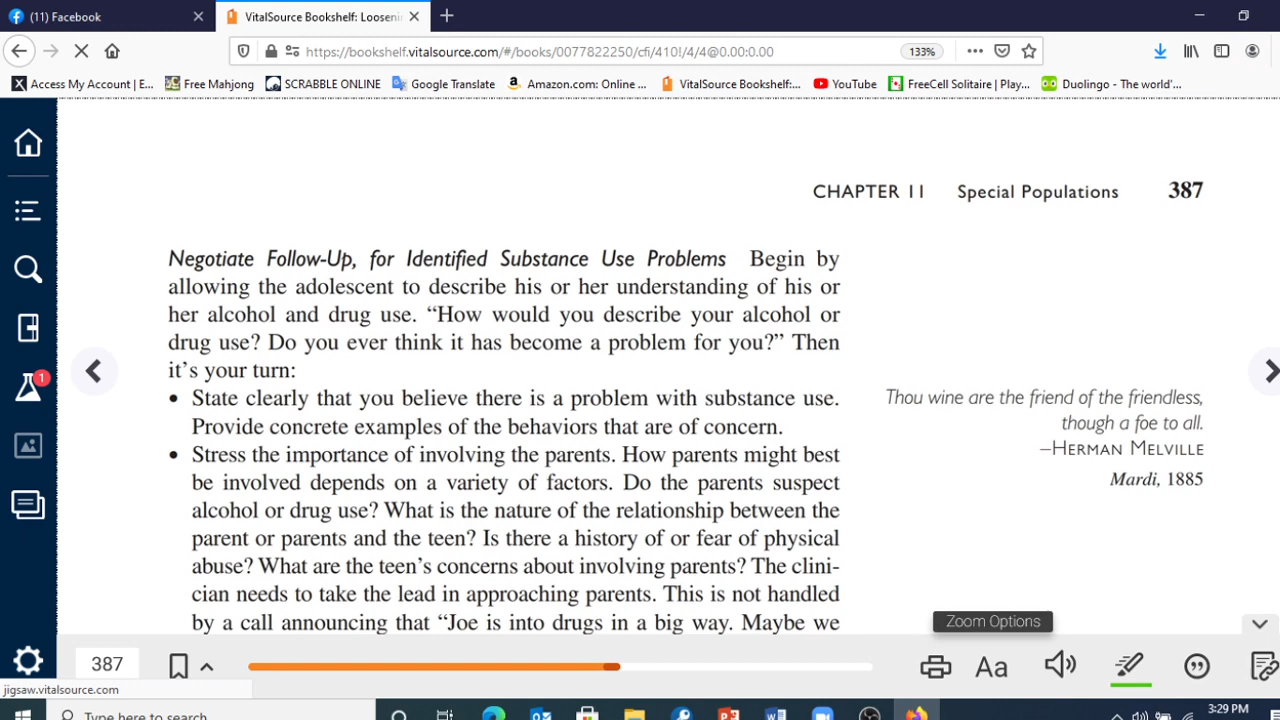 (11) Facebook
VitalSource Bookshelf: Loosenin
https://bookshelf.vitalsource.com/#/books/0077822250/cfi/410!/4/4@0.00:0.00
133%
Access My Account | E...
Free Mahjong
SCRABBLE ONLINE
Google Translate
Amazon.com: Online ...
VitalSource Bookshelf:...
YouTube
FreeCell Solitaire | Play...
Duolingo - The world'...
CHAPTER 11 Special Populations 387
Negotiate Follow-Up, for Identified Substance Use Problems Begin by
allowing the adolescent to describe his or her understanding of his or
her alcohol and drug use. “How would you describe your alcohol or
drug use? Do you ever think it has become a problem for you?” Then
it’s your turn:
• State clearly that you believe there is a problem with substance use.
Provide concrete examples of the behaviors that are of concern.
• Stress the importance of involving the parents. How parents might best
be involved depends on a variety of factors. Do the parents suspect
alcohol or drug use? What is the nature of the relationship between the
parent or parents and the teen? Is there a history of or fear of physical
abuse? What are the teen’s concerns about involving parents? The clini-
cian needs to take the lead in approaching parents. This is not handled
by a call announcing that “Joe is into drugs in a big way. Maybe we
Thou wine are the friend of the friendless,
though a foe to all.
–HERMAN MELVILLE
Mardi, 1885
1
Zoom Options
387
Aa
jigsaw.vitalsource.com
Type here to search
3:29 PM